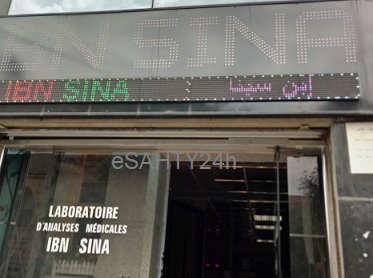 IBN SINA
IBN SINA ابن سينا
eSAHTY24h
LABORATOIRE
D'ANALYSES MÉDICALES
IBN SINA